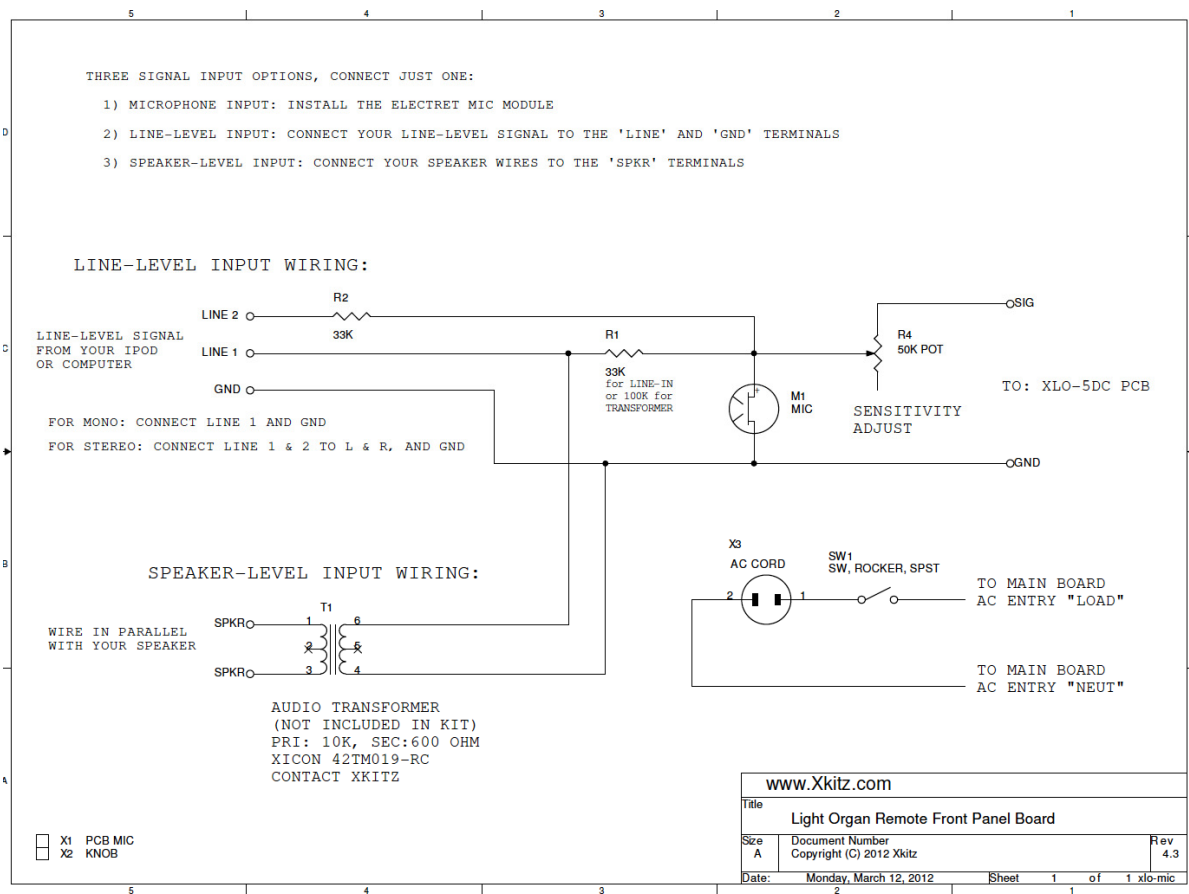 5 4 3 2 1
THREE SIGNAL INPUT OPTIONS, CONNECT JUST ONE:
1) MICROPHONE INPUT: INSTALL THE ELECTRET MIC MODULE
D
2) LINE-LEVEL INPUT: CONNECT YOUR LINE-LEVEL SIGNAL TO THE 'LINE' AND 'GND' TERMINALS
3) SPEAKER-LEVEL INPUT: CONNECT YOUR SPEAKER WIRES TO THE 'SPKR' TERMINALS
LINE-LEVEL INPUT WIRING:
R2
33K
LINE 2
LINE 1
GND
LINE-LEVEL SIGNAL
FROM YOUR IPOD
OR COMPUTER
C
R1
33K
for LINE-IN
or 100K for
TRANSFORMER
+
M1
MIC
SIG
R4
50K POT
SENSITIVITY
ADJUST
TO: XLO-5DC PCB
GND
FOR MONO: CONNECT LINE 1 AND GND
FOR STEREO: CONNECT LINE 1 & 2 TO L & R, AND GND
B
SPEAKER-LEVEL INPUT WIRING:
T1
SPKR
SPKR
1 6
2 5
3 4
WIRE IN PARALLEL
WITH YOUR SPEAKER
AUDIO TRANSFORMER
(NOT INCLUDED IN KIT)
PRI: 10K, SEC:600 OHM
XICON 42TM019-RC
CONTACT XKITZ
X3
AC CORD
2 1
SW1
SW, ROCKER, SPST
TO MAIN BOARD
AC ENTRY "LOAD"
TO MAIN BOARD
AC ENTRY "NEUT"
A
X1 PCB MIC
X2 KNOB
www.Xkitz.com
Title
Light Organ Remote Front Panel Board
Size Document Number Rev
A Copyright (C) 2012 Xkitz 4.3
Date: Monday, March 12, 2012 Sheet 1 of 1 xlo-mic
5 4 3 2 1